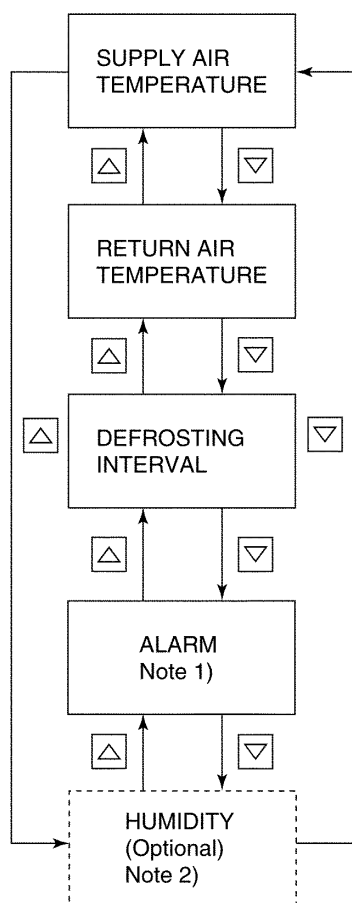 SUPPLY AIR
TEMPERATURE
RETURN AIR
TEMPERATURE
DEFROSTING
INTERVAL
ALARM
Note 1)
HUMIDITY
(Optional)
Note 2)